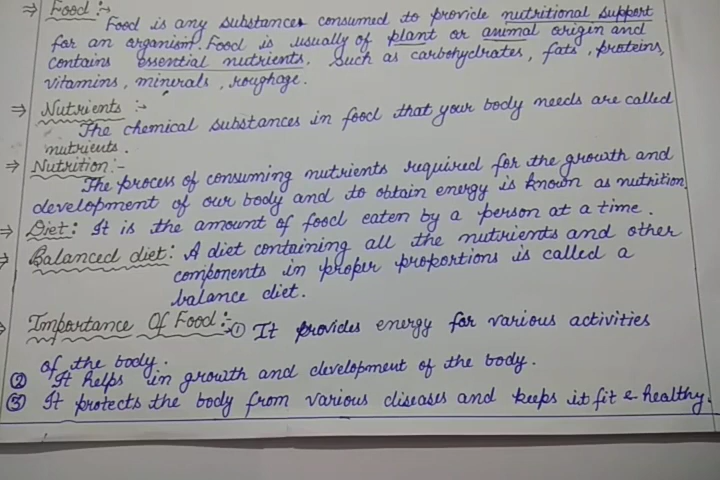 ⇒ Food :-
Food is any substances consumed to provide nutritional support
for an organism. Food is usually of plant or animal origin and
contains essential nutrients, such as carbohydrates, fats, proteins,
vitamins, minerals, roughage.
⇒ Nutrients :-
The chemical substances in food that your body needs are called
nutrients.
⇒ Nutrition:-
The process of consuming nutrients required for the growth and
development of our body and to obtain energy is known as nutrition.
⇒ Diet: It is the amount of food eaten by a person at a time.
⇒ Balanced diet: A diet containing all the nutrients and other
components in proper proportions is called a
balance diet.
⇒ Importance Of Food:- ① It provides energy for various activities
of the body.
② It helps in growth and development of the body.
③ It protects the body from various diseases and keeps it fit & healthy.